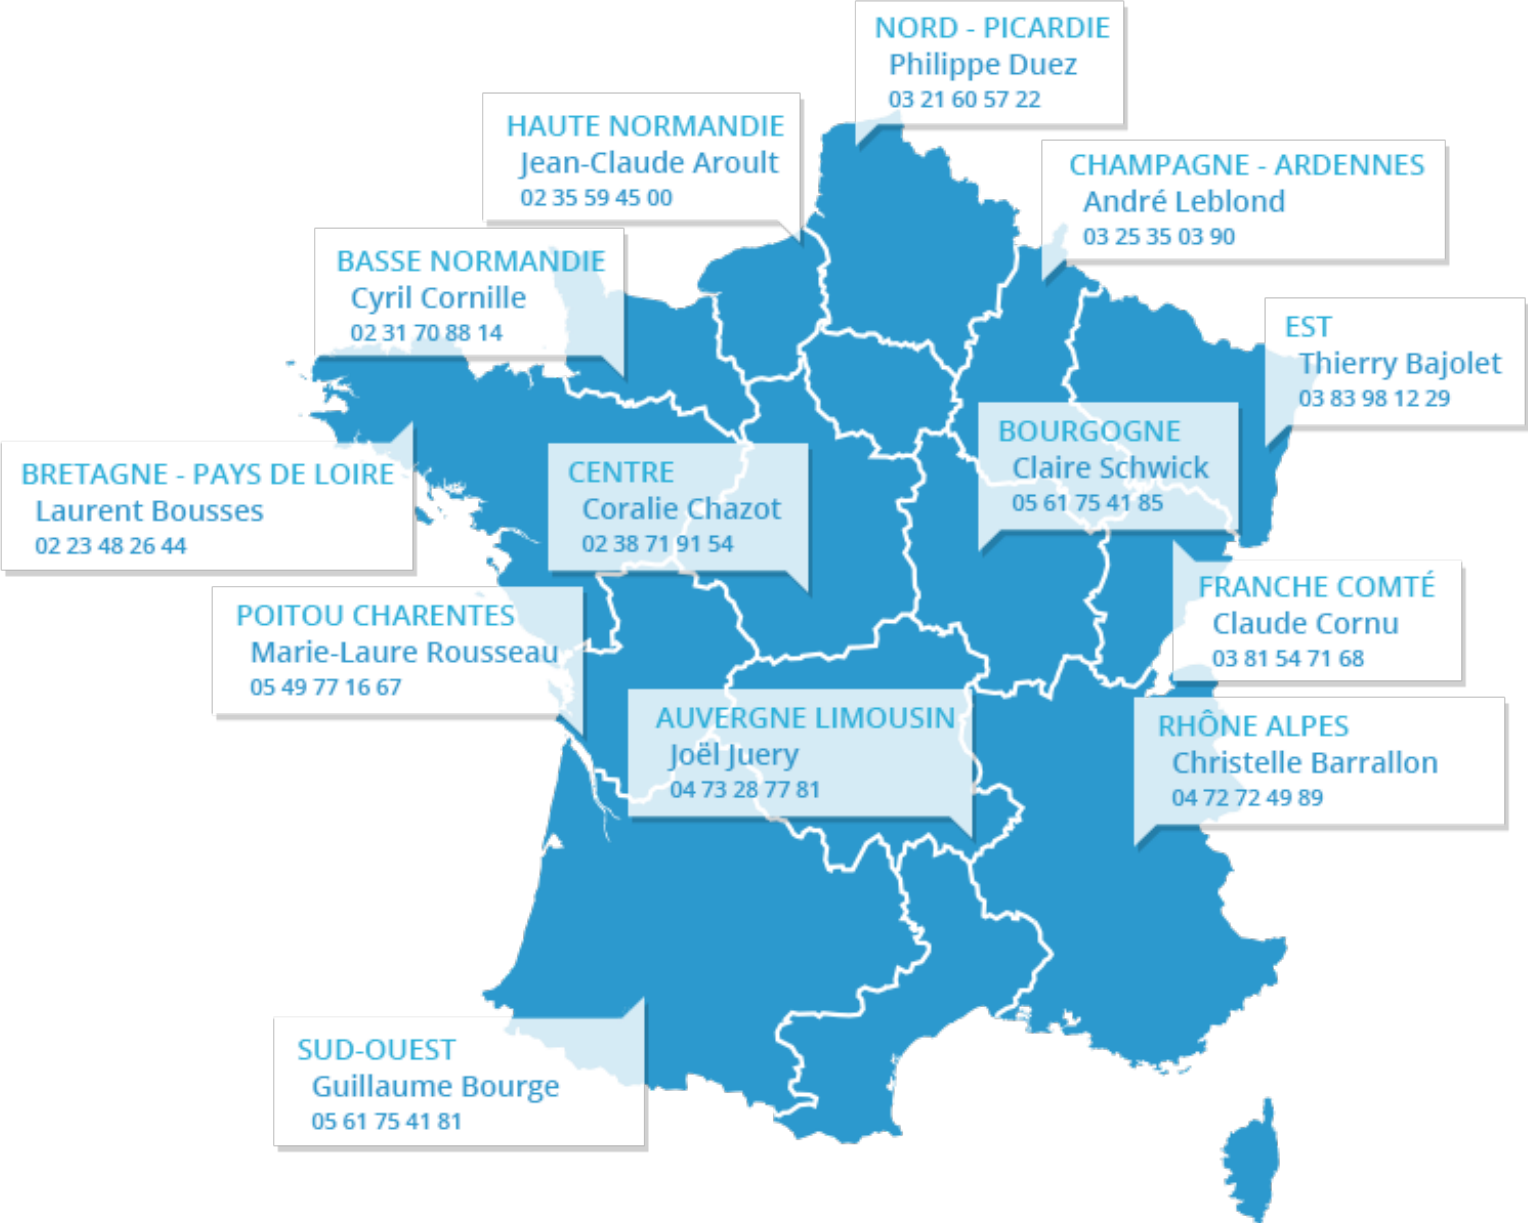 NORD - PICARDIE
Philippe Duez
03 21 60 57 22
HAUTE NORMANDIE
Jean-Claude Aroult
02 35 59 45 00
CHAMPAGNE - ARDENNES
André Leblond
03 25 35 03 90
BASSE NORMANDIE
Cyril Cornille
02 31 70 88 14
EST
Thierry Bajolet
03 83 98 12 29
BOURGOGNE
Claire Schwick
05 61 75 41 85
BRETAGNE - PAYS DE LOIRE
Laurent Bousses
02 23 48 26 44
CENTRE
Coralie Chazot
02 38 71 91 54
FRANCHE COMTÉ
Claude Cornu
03 81 54 71 68
POITOU CHARENTES
Marie-Laure Rousseau
05 49 77 16 67
AUVERGNE LIMOUSIN
Joël Juery
04 73 28 77 81
RHÔNE ALPES
Christelle Barrallon
04 72 72 49 89
SUD-OUEST
Guillaume Bourge
05 61 75 41 81